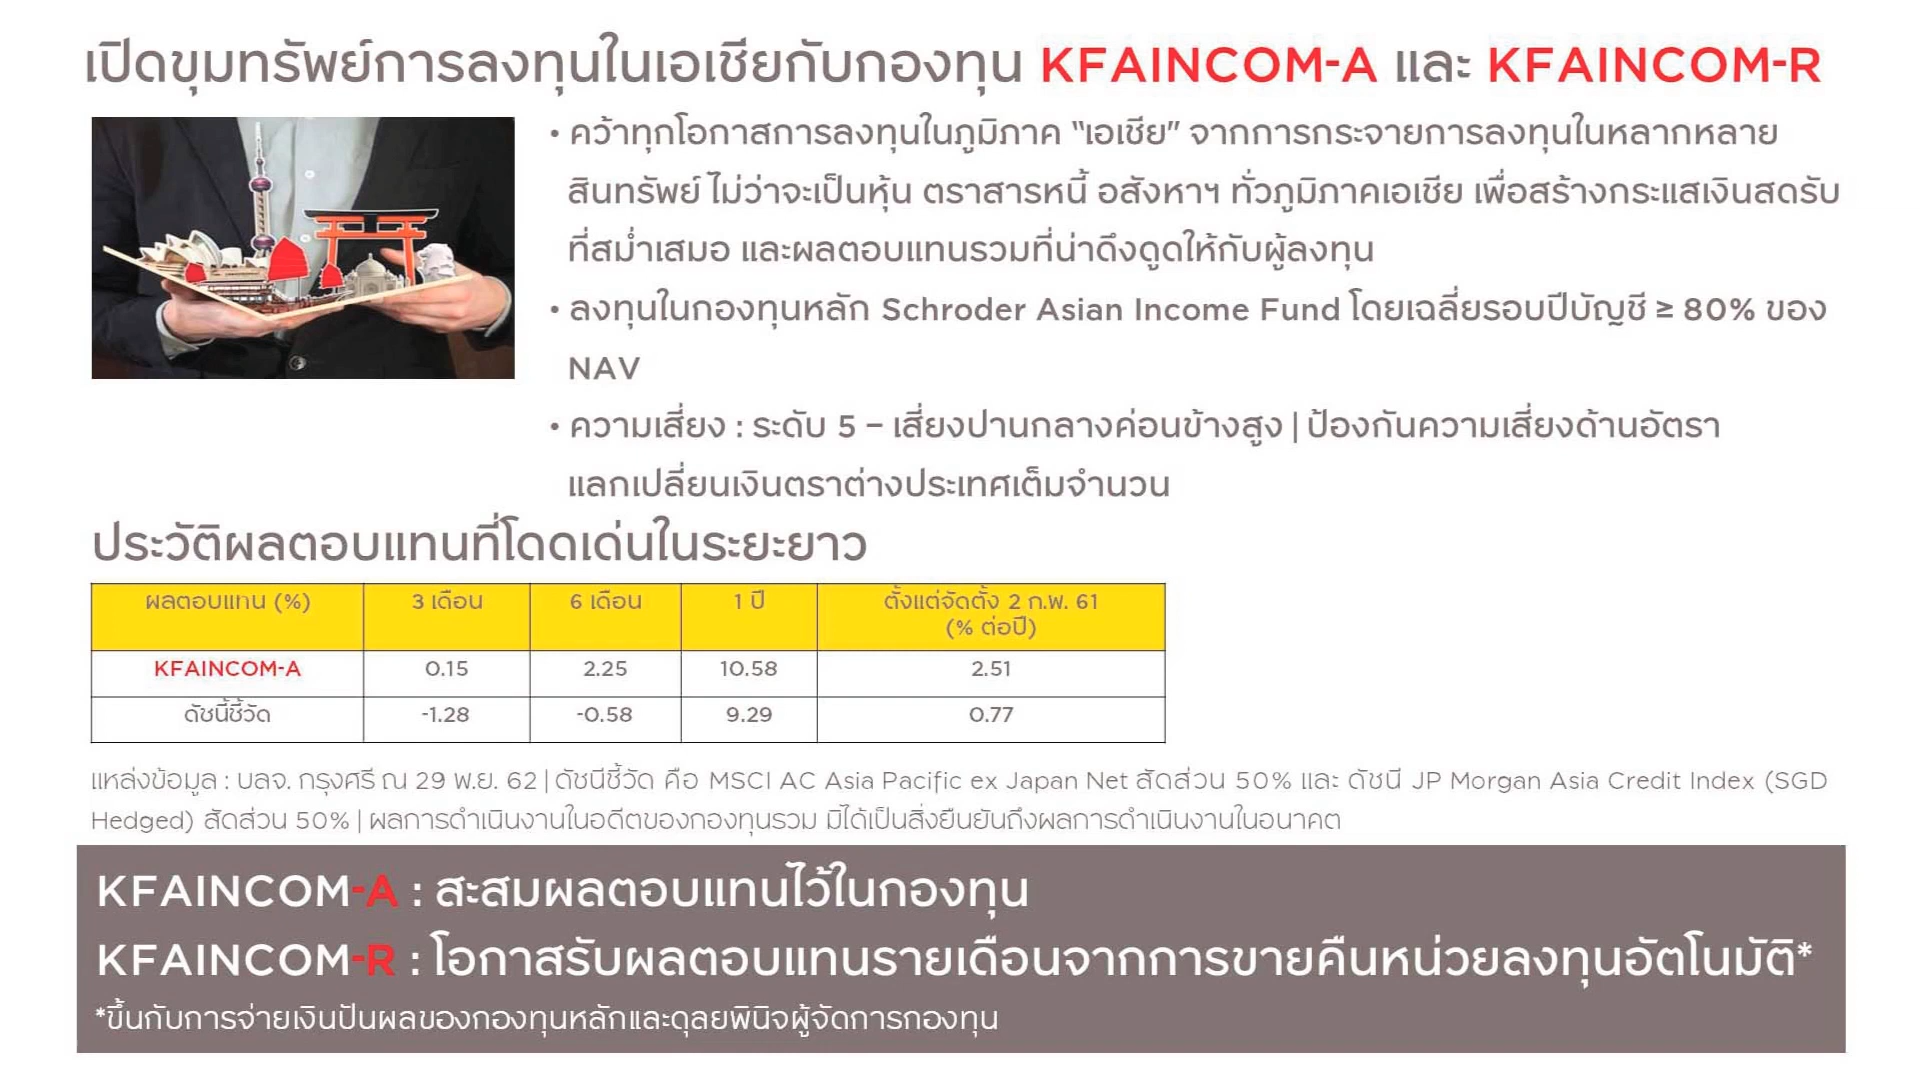 เปิดขุมทรัพย์การลงทุนในเอเชียกับกองทุน KFAINCOM-A และ KFAINCOM-R
• คว้าทุกโอกาสการลงทุนในภูมิภาค “เอเชีย” จากการกระจายการลงทุนในหลากหลาย
สินทรัพย์ ไม่ว่าจะเป็นหุ้น ตราสารหนี้ อสังหาฯ ทั่วภูมิภาคเอเชีย เพื่อสร้างกระแสเงินสดรับ
ที่สม่ำเสมอ และผลตอบแทนรวมที่น่าดึงดูดให้กับผู้ลงทุน
• ลงทุนในกองทุนหลัก Schroder Asian Income Fund โดยเฉลี่ยรอบปีบัญชี ≥ 80% ของ
NAV
• ความเสี่ยง : ระดับ 5 – เสี่ยงปานกลางค่อนข้างสูง | ป้องกันความเสี่ยงด้านอัตรา
แลกเปลี่ยนเงินตราต่างประเทศเต็มจำนวน
ประวัติผลตอบแทนที่โดดเด่นในระยะยาว
ผลตอบแทน (%) 3 เดือน 6 เดือน 1 ปี ตั้งแต่จัดตั้ง 2 ก.พ. 61
(% ต่อปี)
KFAINCOM-A 0.15 2.25 10.58 2.51
ดัชนี้ชี้วัด -1.28 -0.58 9.29 0.77
แหล่งข้อมูล : บลจ. กรุงศรี ณ 29 พ.ย. 62 | ดัชนีชี้วัด คือ MSCI AC Asia Pacific ex Japan Net สัดส่วน 50% และ ดัชนี JP Morgan Asia Credit Index (SGD
Hedged) สัดส่วน 50% | ผลการดำเนินงานในอดีตของกองทุนรวม มิได้เป็นสิ่งยืนยันถึงผลการดำเนินงานในอนาคต
KFAINCOM-A : สะสมผลตอบแทนไว้ในกองทุน
KFAINCOM-R : โอกาสรับผลตอบแทนรายเดือนจากการขายคืนหน่วยลงทุนอัตโนมัติ*
*ขึ้นกับการจ่ายเงินปันผลของกองทุนหลักและดุลยพินิจผู้จัดการกองทุน